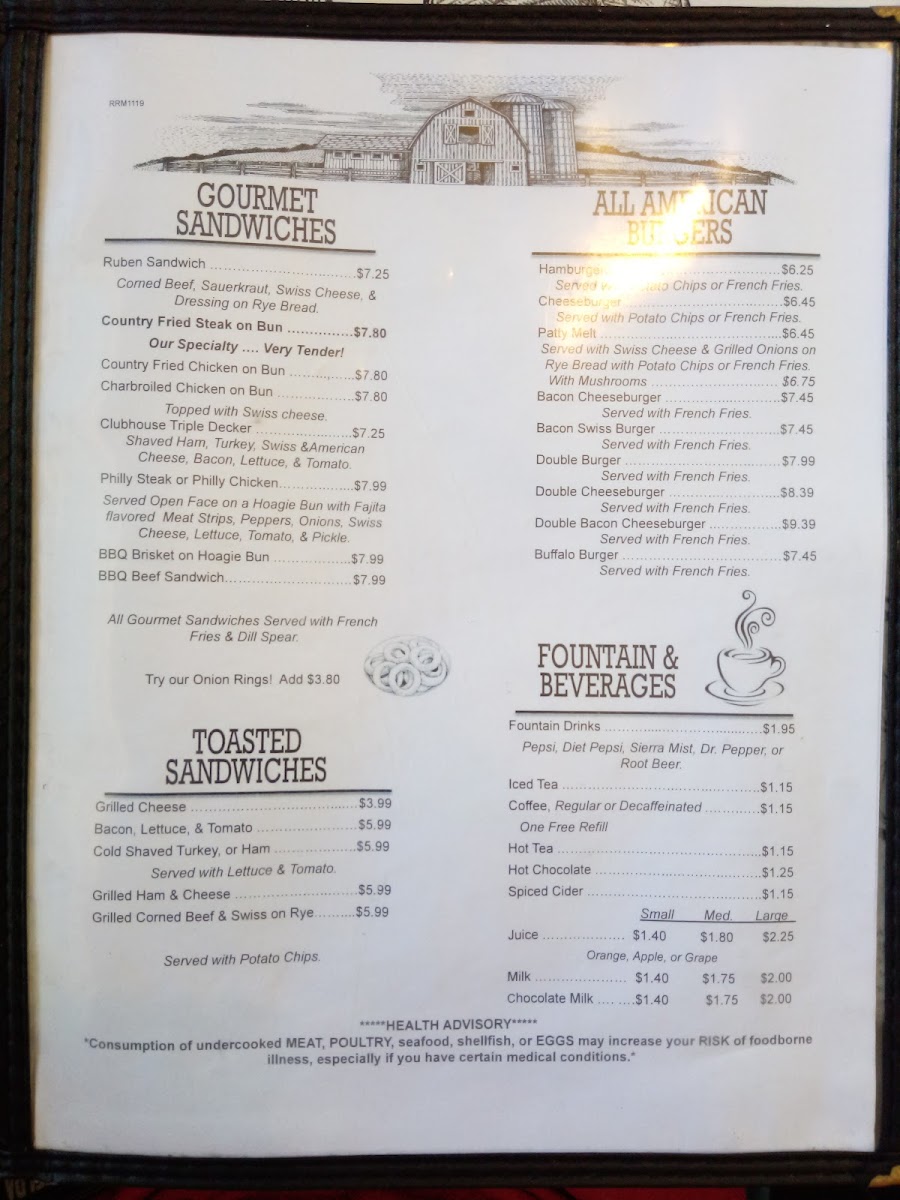 RRM1119
GOURMET
SANDWICHES
Ruben Sandwich ........................................$7.25
Corned Beef, Sauerkraut, Swiss Cheese, &
Dressing on Rye Bread.
Country Fried Steak on Bun ..............$7.80
Our Specialty .... Very Tender!
Country Fried Chicken on Bun ................$7.80
Charbroiled Chicken on Bun ....................$7.80
Topped with Swiss cheese.
Clubhouse Triple Decker ........................$7.25
Shaved Ham, Turkey, Swiss &American
Cheese, Bacon, Lettuce, & Tomato.
Philly Steak or Philly Chicken...................$7.99
Served Open Face on a Hoagie Bun with Fajita
flavored Meat Strips, Peppers, Onions, Swiss
Cheese, Lettuce, Tomato, & Pickle.
BBQ Brisket on Hoagie Bun ....................$7.99
BBQ Beef Sandwich................................$7.99
All Gourmet Sandwiches Served with French
Fries & Dill Spear.
Try our Onion Rings! Add $3.80
TOASTED
SANDWICHES
Grilled Cheese ..........................................$3.99
Bacon, Lettuce, & Tomato .........................$5.99
Cold Shaved Turkey, or Ham ....................$5.99
Served with Lettuce & Tomato.
Grilled Ham & Cheese ..............................$5.99
Grilled Corned Beef & Swiss on Rye..........$5.99
Served with Potato Chips.
ALL AMERICAN
BURGERS
Hamburger ..........................................$6.25
Served Potato Chips or French Fries.
Cheeseburger ........................................$6.45
Served with Potato Chips or French Fries.
Patty Melt ..............................................$6.45
Served with Swiss Cheese & Grilled Onions on
Rye Bread with Potato Chips or French Fries.
With Mushrooms ................................$6.75
Bacon Cheeseburger .............................$7.45
Served with French Fries.
Bacon Swiss Burger ...............................$7.45
Served with French Fries.
Double Burger ........................................$7.99
Served with French Fries.
Double Cheeseburger ............................$8.39
Served with French Fries.
Double Bacon Cheeseburger ..................$9.39
Served with French Fries.
Buffalo Burger ........................................$7.45
Served with French Fries.
FOUNTAIN &
BEVERAGES
Fountain Drinks ........................................$1.95
Pepsi, Diet Pepsi, Sierra Mist, Dr. Pepper, or
Root Beer.
Iced Tea ..................................................$1.15
Coffee, Regular or Decaffeinated ..............$1.15
One Free Refill
Hot Tea ...................................................$1.15
Hot Chocolate ..........................................$1.25
Spiced Cider ............................................$1.15
Small Med. Large
Juice .................... $1.40 $1.80 $2.25
Orange, Apple, or Grape
Milk ...................... $1.40 $1.75 $2.00
Chocolate Milk .... .....$1.40 $1.75 $2.00
*****HEALTH ADVISORY*****
*Consumption of undercooked MEAT, POULTRY, seafood, shellfish, or EGGS may increase your RISK of foodborne
illness, especially if you have certain medical conditions.*